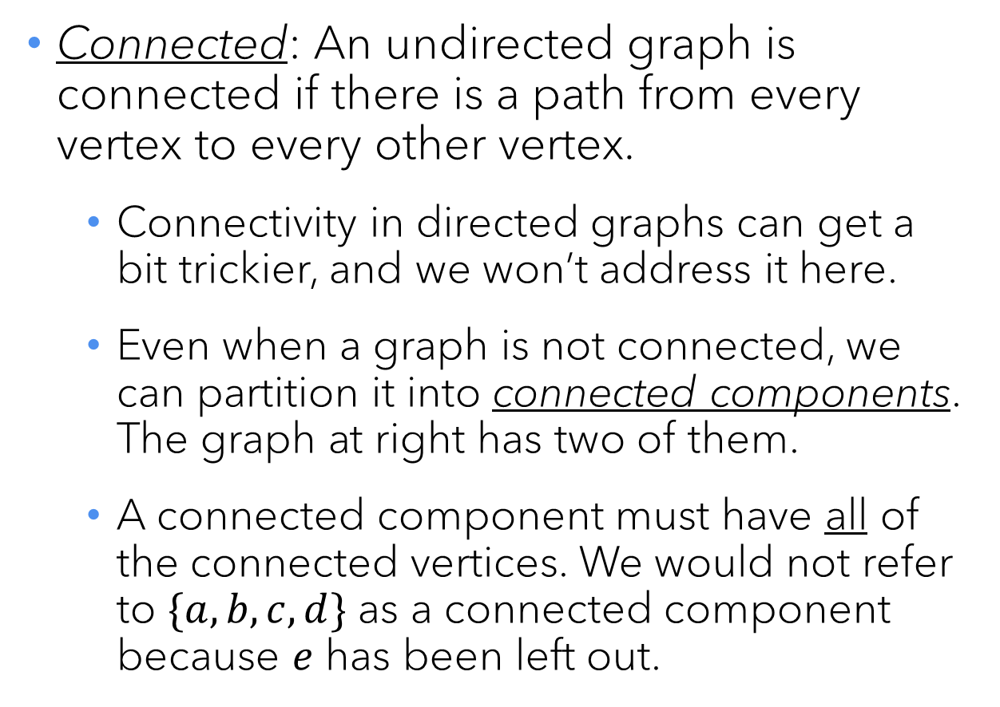 • Connected: An undirected graph is
connected if there is a path from every
vertex to every other vertex.
• Connectivity in directed graphs can get a
bit trickier, and we won’t address it here.
• Even when a graph is not connected, we
can partition it into connected components.
The graph at right has two of them.
• A connected component must have all of
the connected vertices. We would not refer
to {a, b, c, d} as a connected component
because e has been left out.